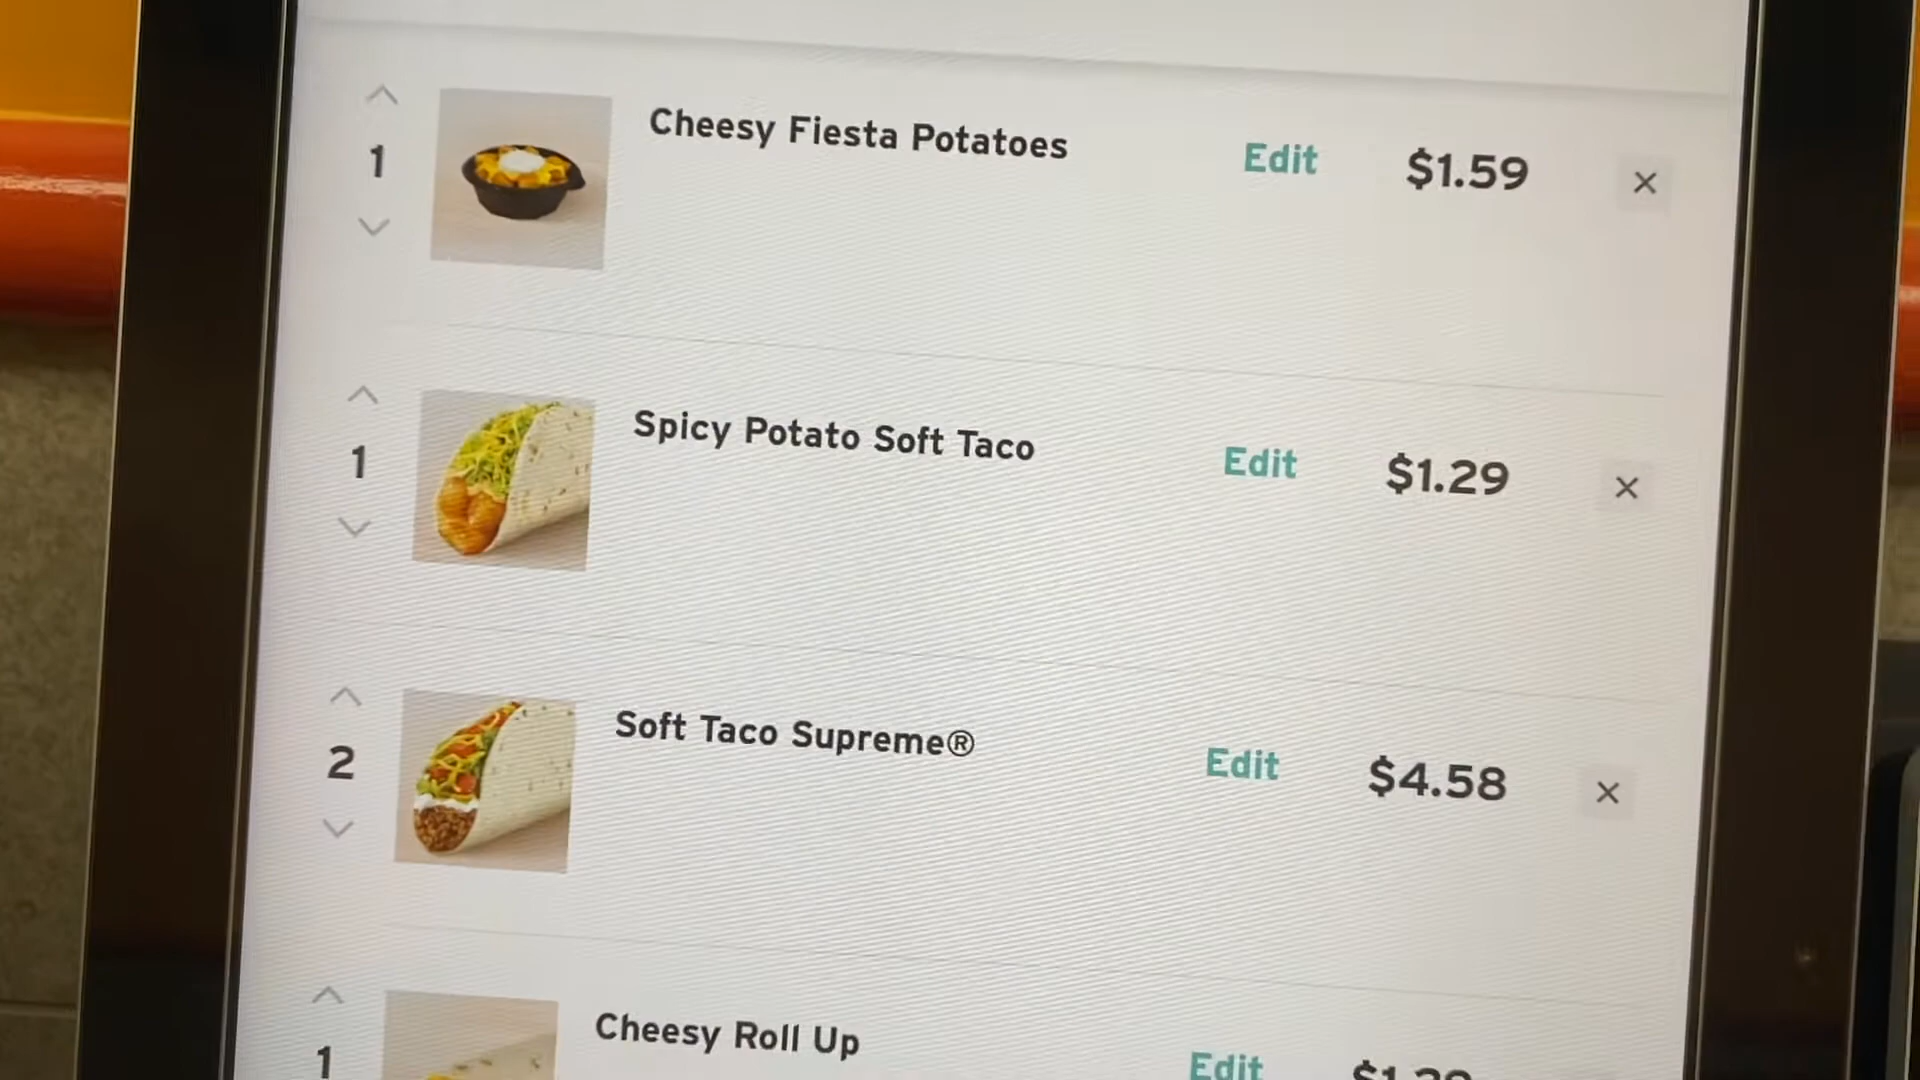 1 Cheesy Fiesta Potatoes Edit $1.59 ×
1 Spicy Potato Soft Taco Edit $1.29 ×
2 Soft Taco Supreme® Edit $4.58 ×
1 Cheesy Roll Up Edit